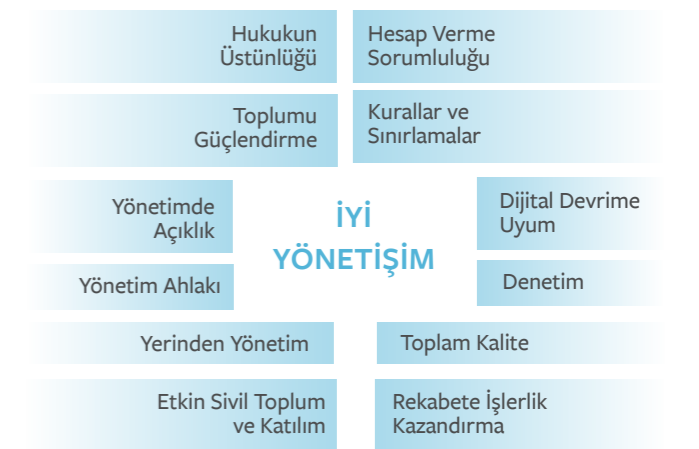 Hukukun
Üstünlüğü
Hesap Verme
Sorumluluğu
Toplumu
Güçlendirme
Kurallar ve
Sınırlamalar
Yönetimde
Açıklık
İYİ
YÖNETİŞİM
Dijital Devrime
Uyum
Yönetim Ahlakı
Denetim
Yerinden Yönetim
Toplam Kalite
Etkin Sivil Toplum
ve Katılım
Rekabete İşlerlik
Kazandırma